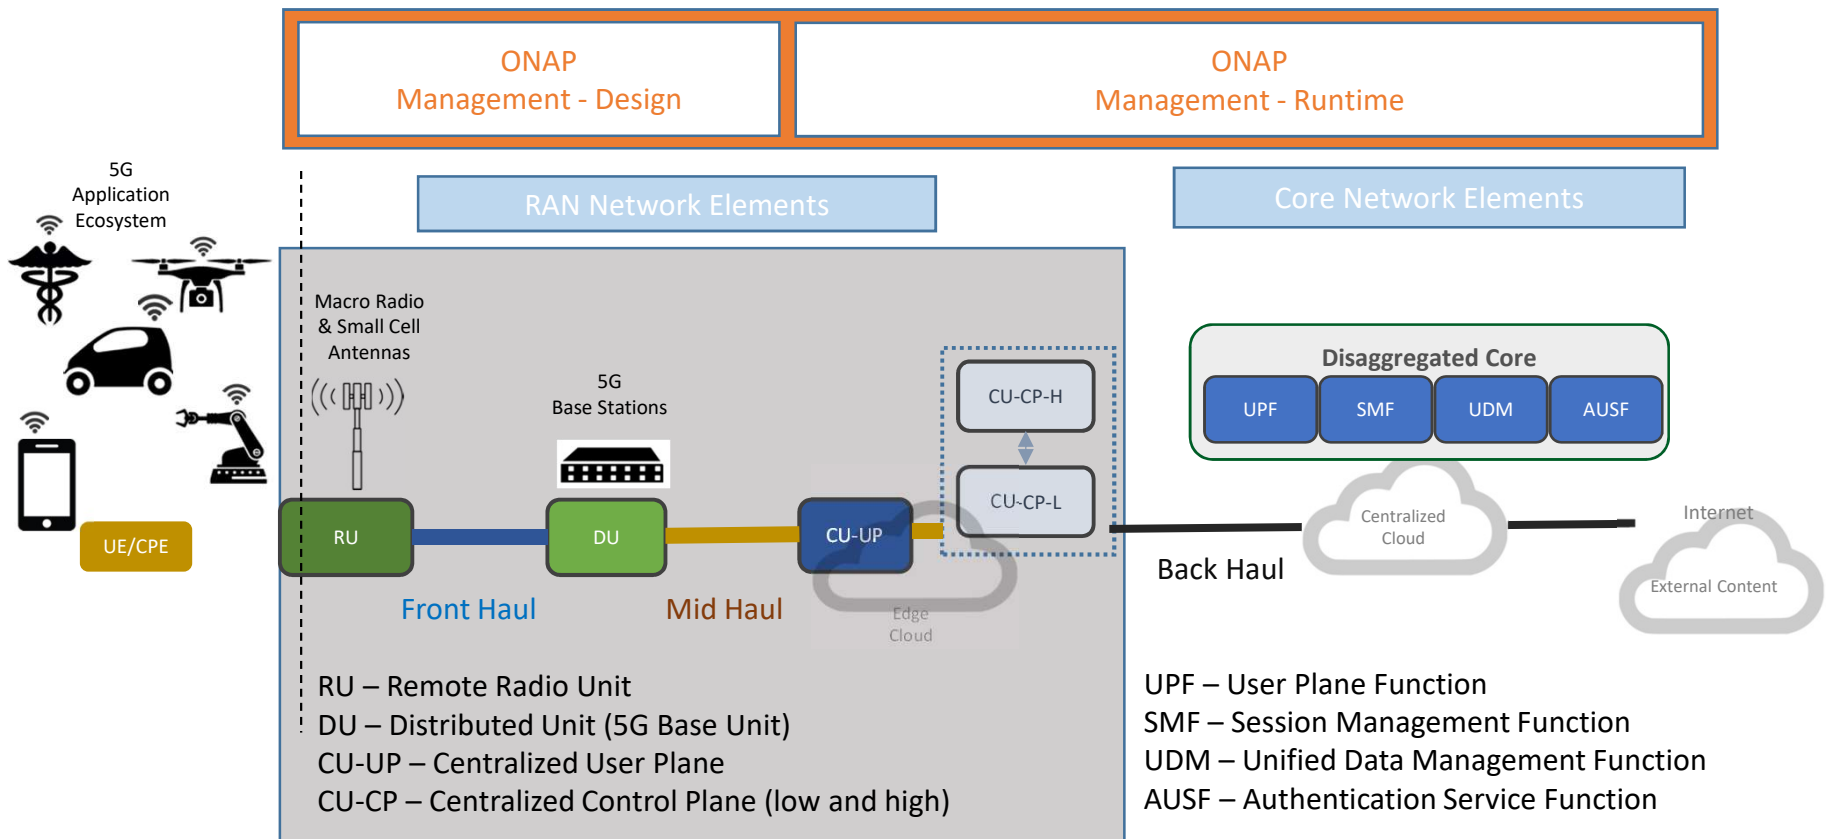 ONAP
Management - Design
ONAP
Management - Runtime
5G
Application
Ecosystem
RAN Network Elements
Core Network Elements
Macro Radio
& Small Cell
Antennas
5G
Base Stations
CU-CP-H
CU-CP-L
Disaggregated Core
UPF
SMF
UDM
AUSF
UE/CPE
RU
DU
CU-UP
Front Haul
Mid Haul
Edge
Cloud
Back Haul
Centralized
Cloud
Internet
External Content
RU – Remote Radio Unit
DU – Distributed Unit (5G Base Unit)
CU-UP – Centralized User Plane
CU-CP – Centralized Control Plane (low and high)
UPF – User Plane Function
SMF – Session Management Function
UDM – Unified Data Management Function
AUSF – Authentication Service Function